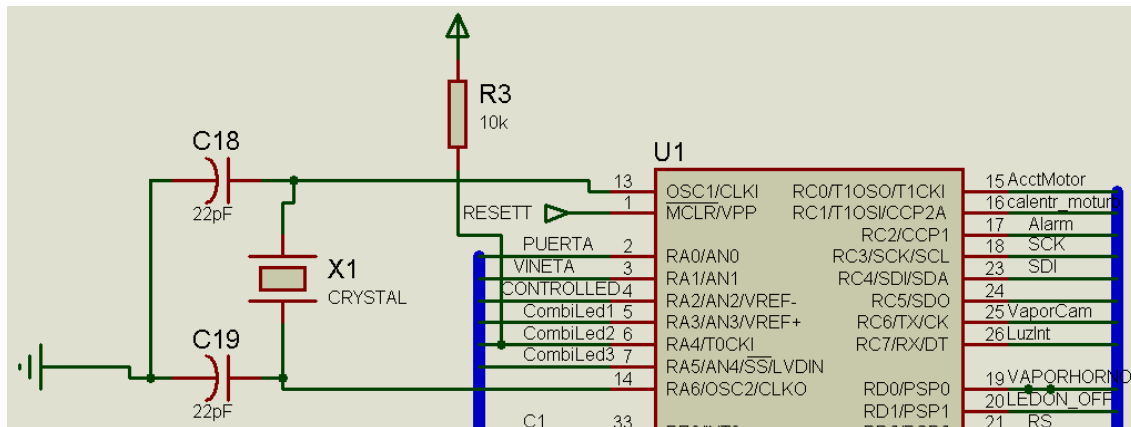 R3
10k
C18
22pF
X1
CRYSTAL
C19
22pF
U1
13 OSC1/CLKI
RESETT 1 MCLR/VPP
PUERTA 2 RA0/AN0
VINETA 3 RA1/AN1
CONTROLLED 4 RA2/AN2/VREF-
CombiLed1 5 RA3/AN3/VREF+
CombiLed2 6 RA4/T0CKI
CombiLed3 7 RA5/AN4/SS/LVDIN
14 RA6/OSC2/CLKO
C1 33
RC0/T1OSO/T1CKI 15 AcctMotor
RC1/T1OSI/CCP2A 16
RC2/CCP1 17 Alarm
RC3/SCK/SCL 18 SCK
RC4/SDI/SDA 23 SDI
RC5/SDO 24
RC6/TX/CK 25 VaporCam
RC7/RX/DT 26 LuzInt
RD0/PSP0 19 VAPORHORNO
RD1/PSP1 20 LEDON_OFF
21 RS